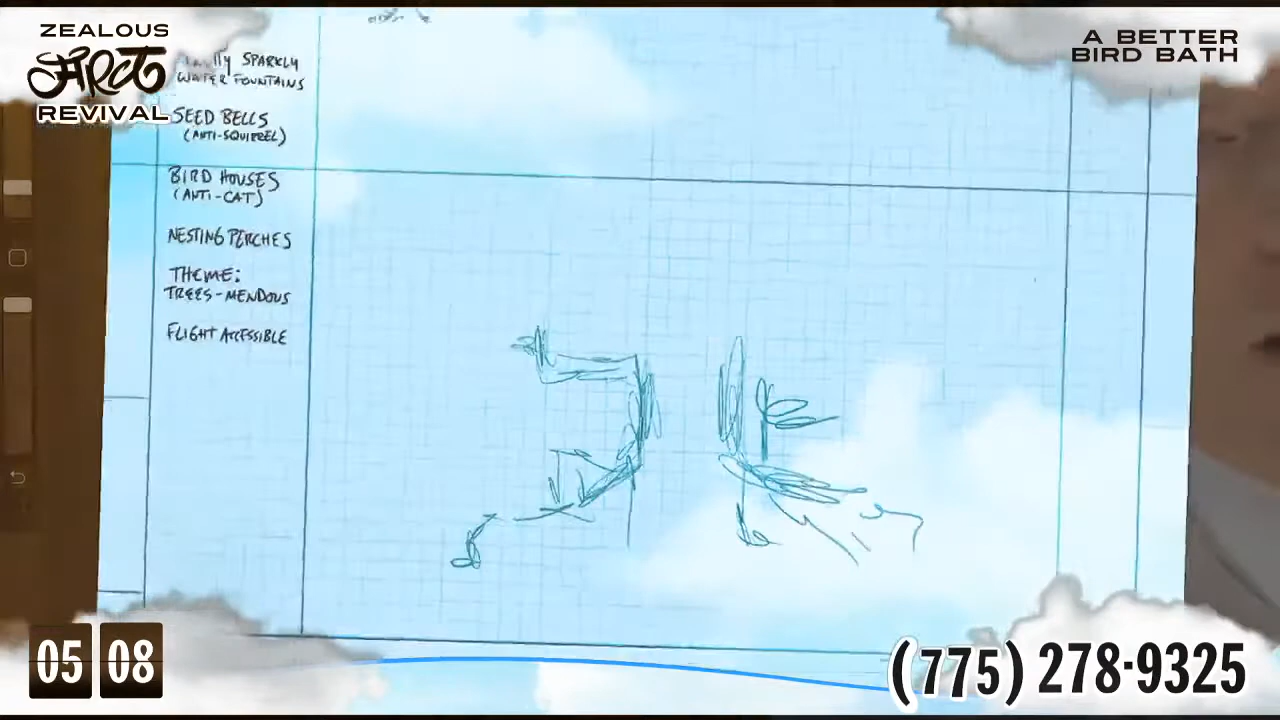 ZEALOUS
REVIVAL
A BETTER
BIRD BATH
SPARKLY
WATER FOUNTAINS
SEED BELLS
(ANTI-SQUIRREL)
BIRD HOUSES
(ANTI-CAT)
NESTING PERCHES
THEME:
TREES-MENDOUS
FLIGHT ACCESSIBLE
05 08
(775) 278-9325